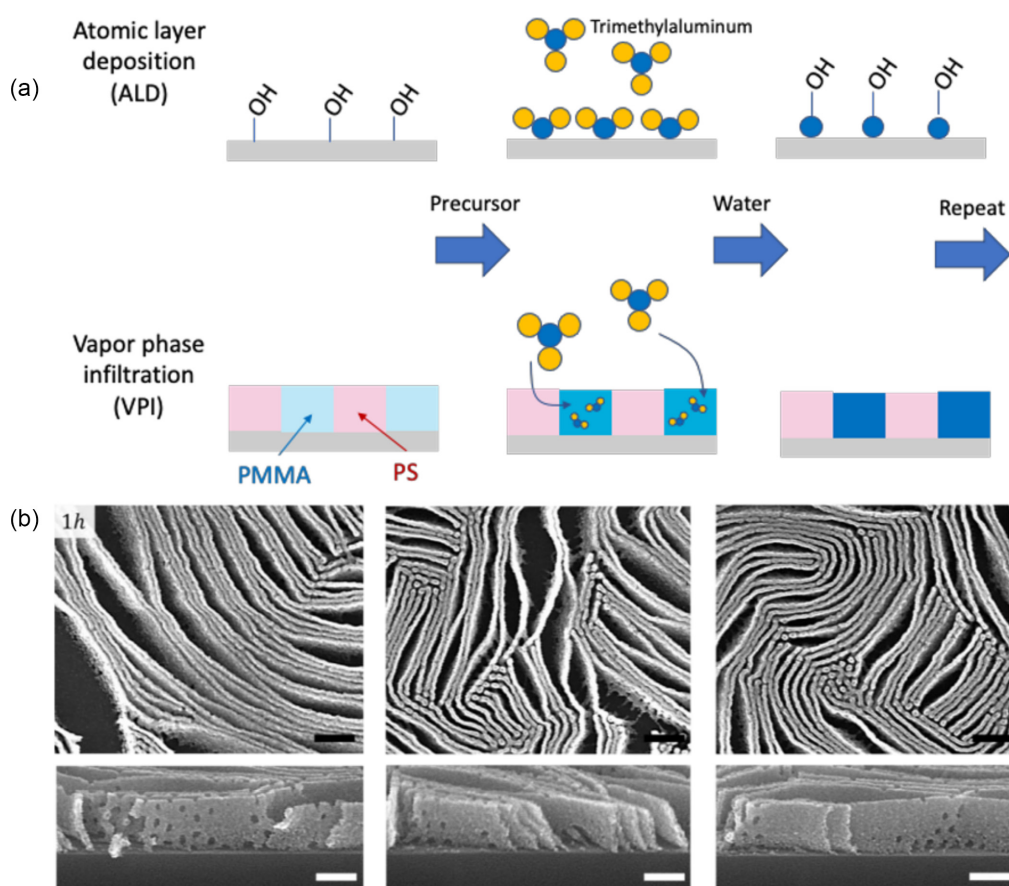 Atomic layer
deposition
(ALD)
Trimethylaluminum
(a)
OH
OH
OH
OH
OH
OH
Precursor
Water
Repeat
Vapor phase
infiltration
(VPI)
PMMA
PS
(b)
1h